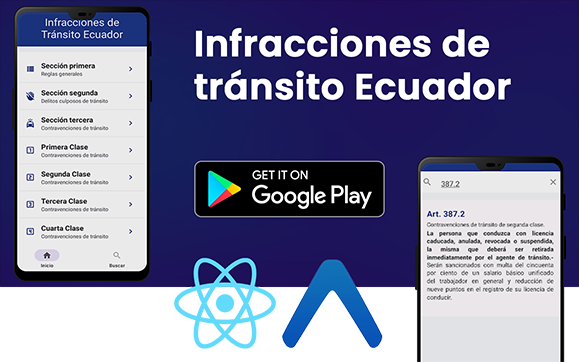 Infracciones de
Tránsito Ecuador
Sección primera
Reglas generales
Sección segunda
Delitos culposos de tránsito
Sección tercera
Contravenciones de tránsito
Primera Clase
Contravenciones de tránsito
Segunda Clase
Contravenciones de tránsito
Tercera Clase
Contravenciones de tránsito
Cuarta Clase
Contravenciones de tránsito
Inicio
Buscar
Infracciones de
tránsito Ecuador
GET IT ON
Google Play
387.2
Art. 387.2
Contravenciones de tránsito de segunda clase.
La persona que conduzca con licencia
caducada, anulada, revocada o suspendida,
la misma que deberá ser retirada
inmediatamente por el agente de tránsito.-
Serán sancionados con multa del cincuenta
por ciento de un salario básico unificado
del trabajador en general y reducción de
nueve puntos en el registro de su licencia de
conducir.